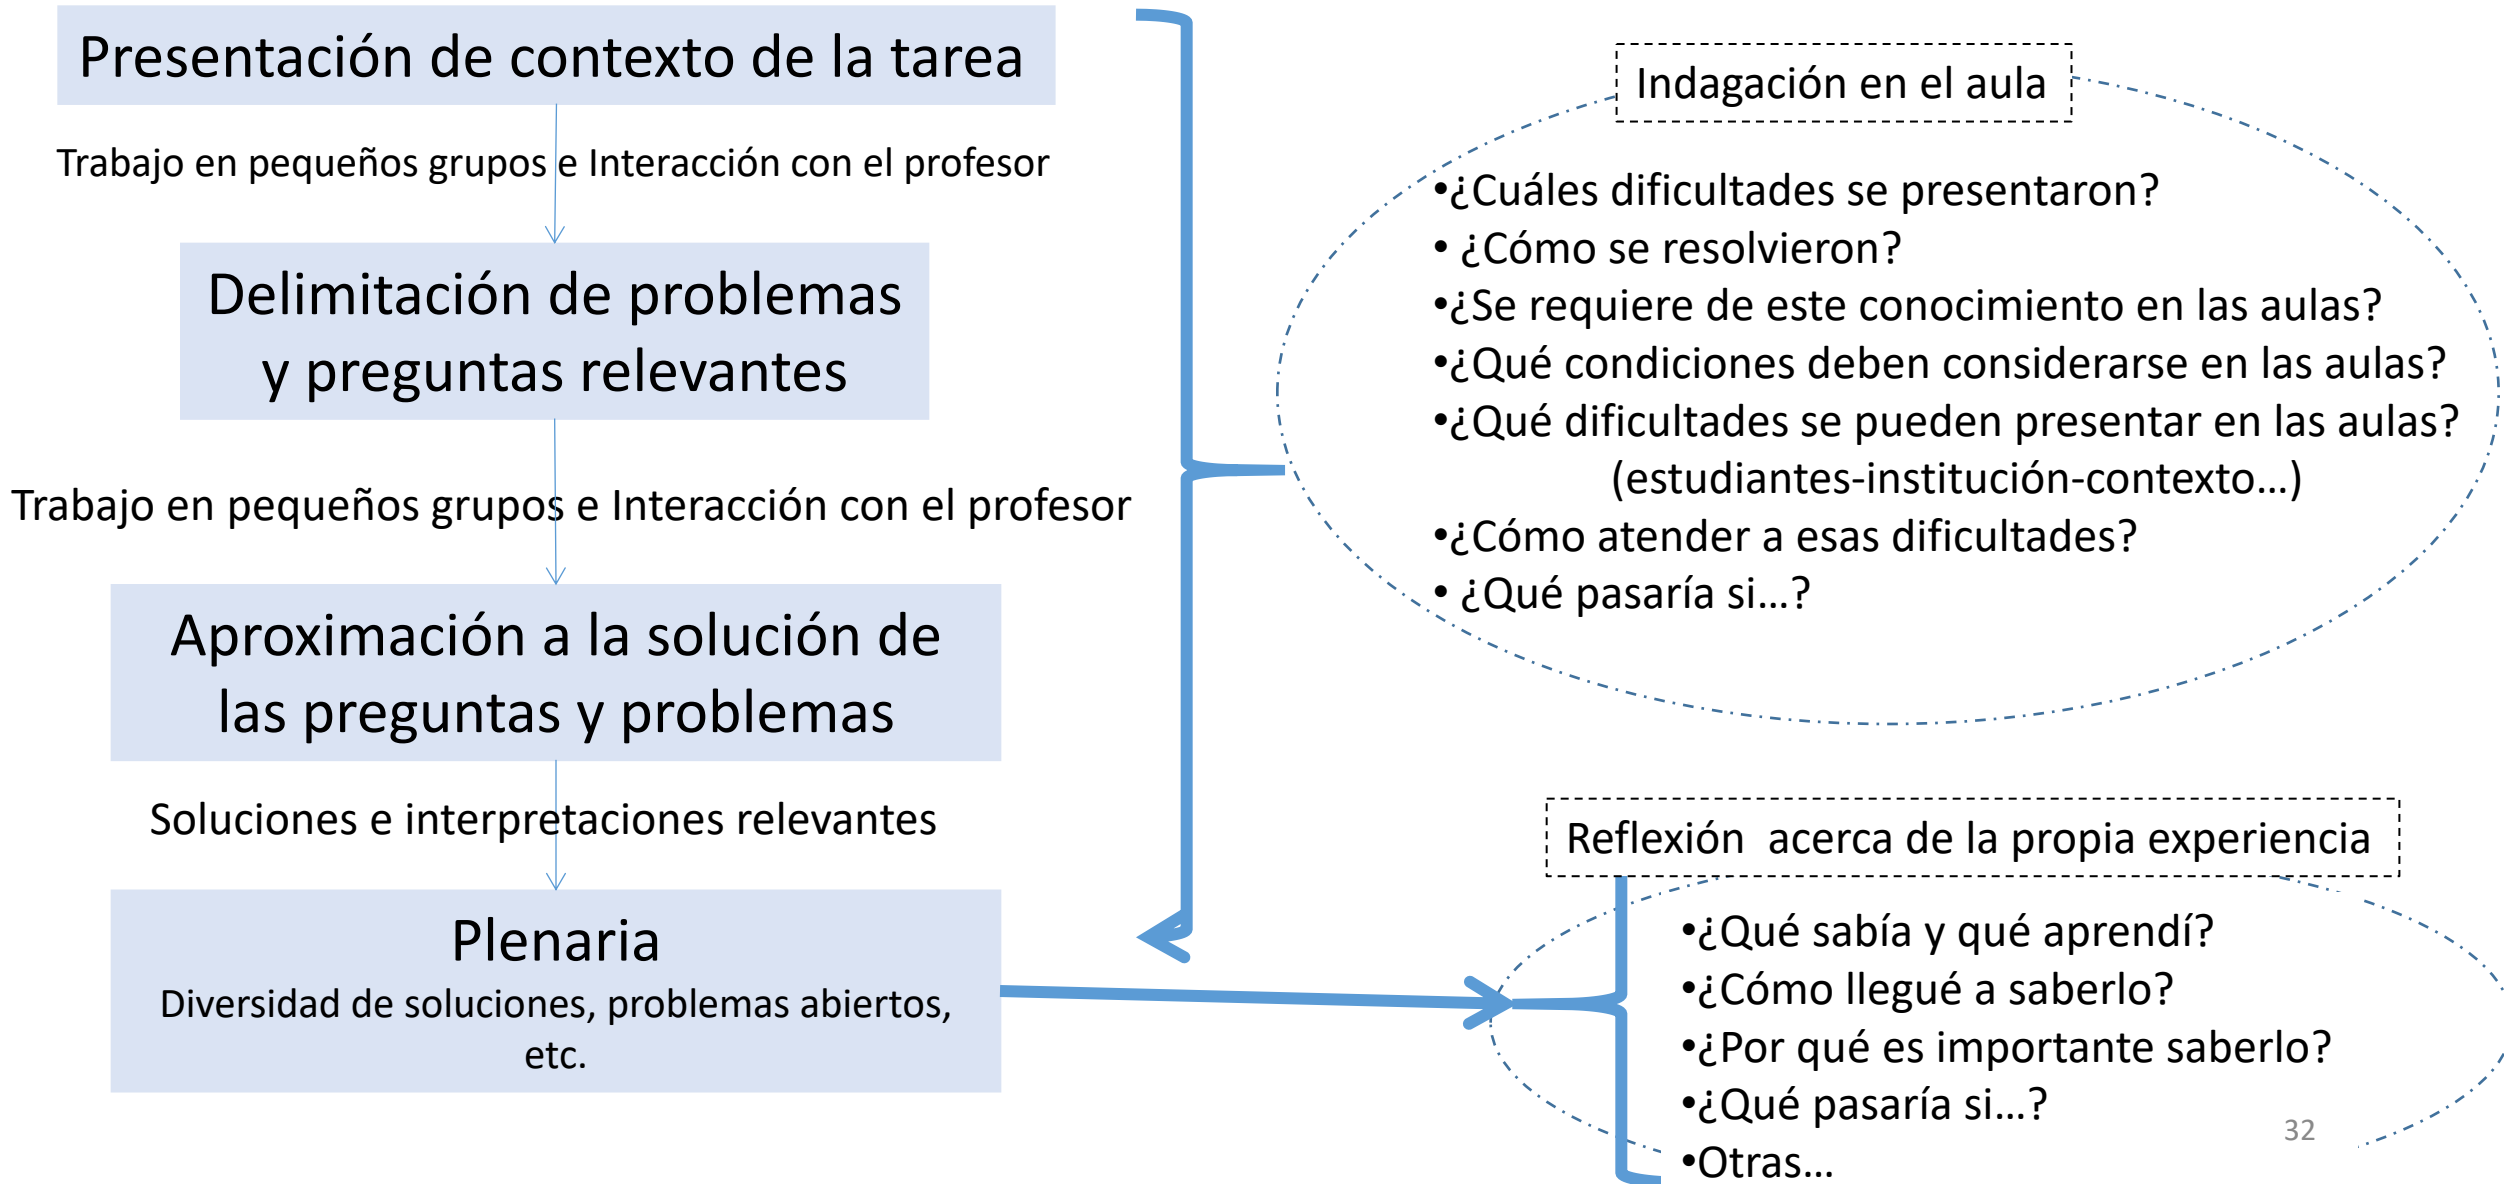 Presentación de contexto de la tarea
Trabajo en pequeños grupos e Interacción con el profesor
Delimitación de problemas
y preguntas relevantes
Trabajo en pequeños grupos e Interacción con el profesor
Aproximación a la solución de
las preguntas y problemas
Soluciones e interpretaciones relevantes
Plenaria
Diversidad de soluciones, problemas abiertos,
etc.
Indagación en el aula
•¿Cuáles dificultades se presentaron?
• ¿Cómo se resolvieron?
•¿Se requiere de este conocimiento en las aulas?
•¿Qué condiciones deben considerarse en las aulas?
•¿Qué dificultades se pueden presentar en las aulas?
(estudiantes-institución-contexto…)
•¿Cómo atender a esas dificultades?
• ¿Qué pasaría si…?
Reflexión  acerca de la propia experiencia
•¿Qué sabía y qué aprendí?
•¿Cómo llegué a saberlo?
•¿Por qué es importante saberlo?
•¿Qué pasaría si…?
•Otras…
32